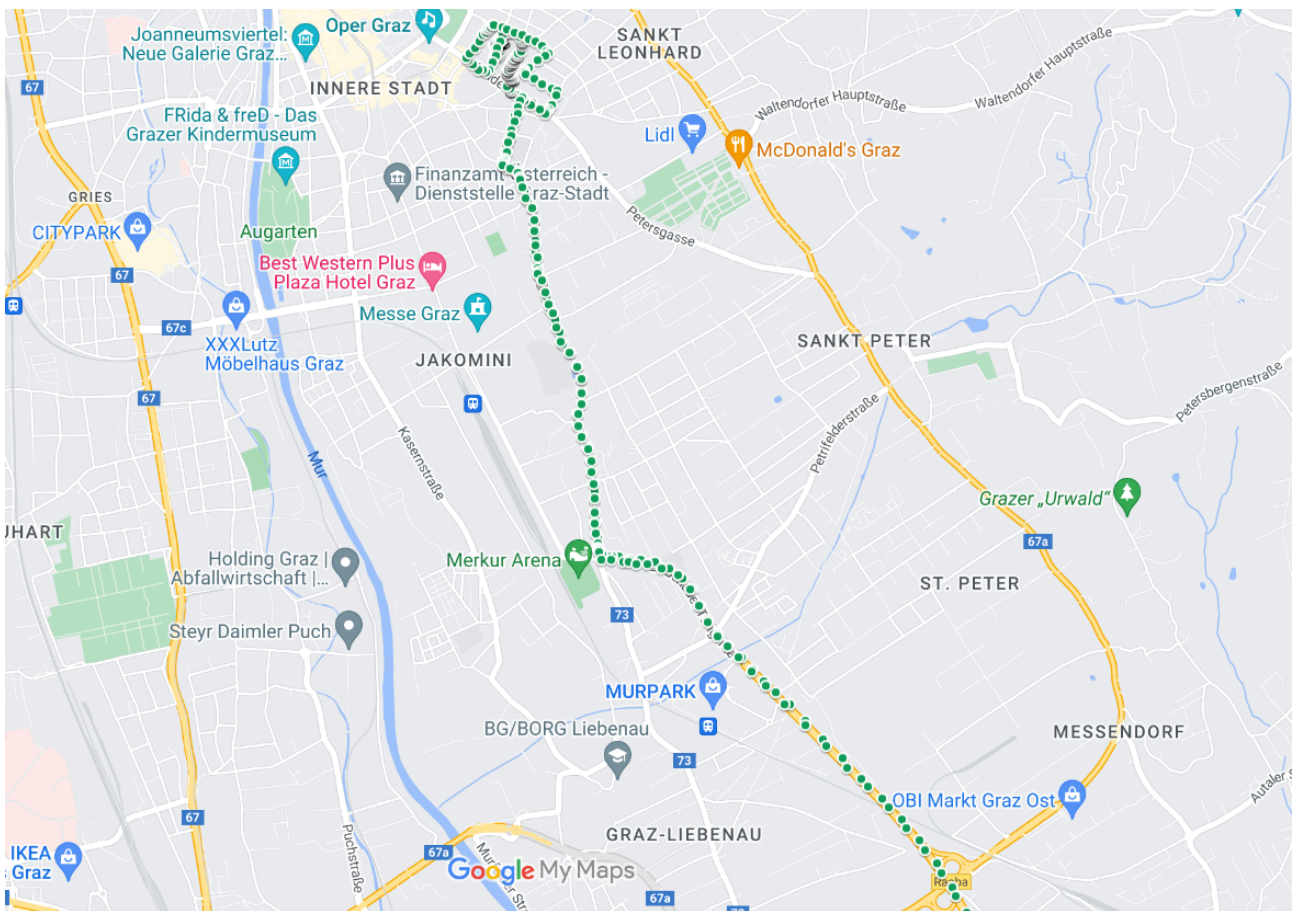 Joanneumsviertel:
Neue Galerie Graz...
Oper Graz
SANKT
LEONHARD
Waltendorfer Hauptstraße
67
INNERE STADT
Waltendorfer Hauptstraße
FRida & freD - Das
Grazer Kindermuseum
Lidl
McDonald's Graz
Finanzamt Österreich -
Dienststelle Graz-Stadt
GRIES
CITYPARK
Augarten
Petersgasse
67
Best Western Plus
Plaza Hotel Graz
Messe Graz
67c
XXXLutz
Möbelhaus Graz
JAKOMINI
SANKT PETER
67
Petersbergenstraße
Kasernstraße
Petrifelderstraße
Mur
Grazer „Urwald"
67a
Holding Graz |
Abfallwirtschaft |...
Merkur Arena
ST. PETER
73
Steyr Daimler Puch
MURPARK
BG/BORG Liebenau
MESSENDORF
73
OBI Markt Graz Ost
67
Puchstraße
GRAZ-LIEBENAU
IKEA
Graz
67a
Google My Maps
Raaba
67a